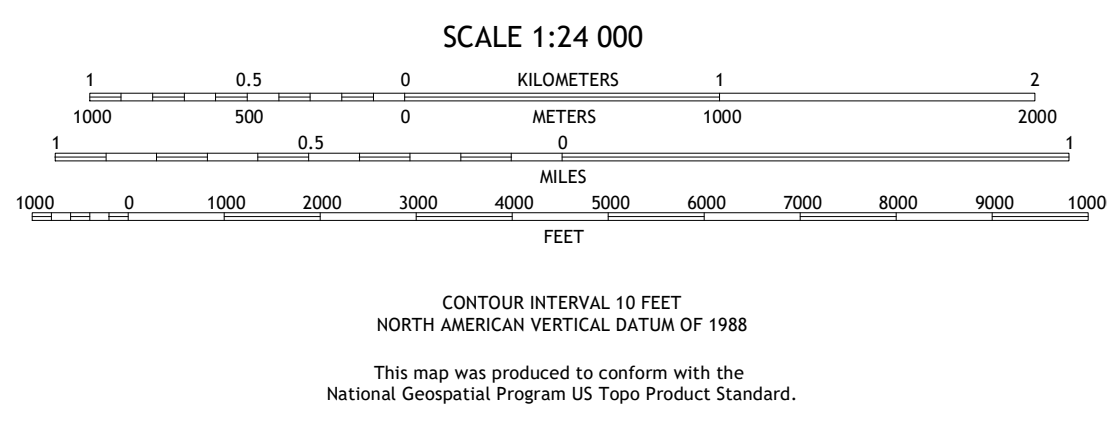 SCALE 1:24 000
1 0.5 0 KILOMETERS 1 2
1000 500 0 METERS 1000 2000
1 0.5 0 1
MILES
1000 0 1000 2000 3000 4000 5000 6000 7000 8000 9000 1000
FEET
CONTOUR INTERVAL 10 FEET
NORTH AMERICAN VERTICAL DATUM OF 1988
This map was produced to conform with the
National Geospatial Program US Topo Product Standard.